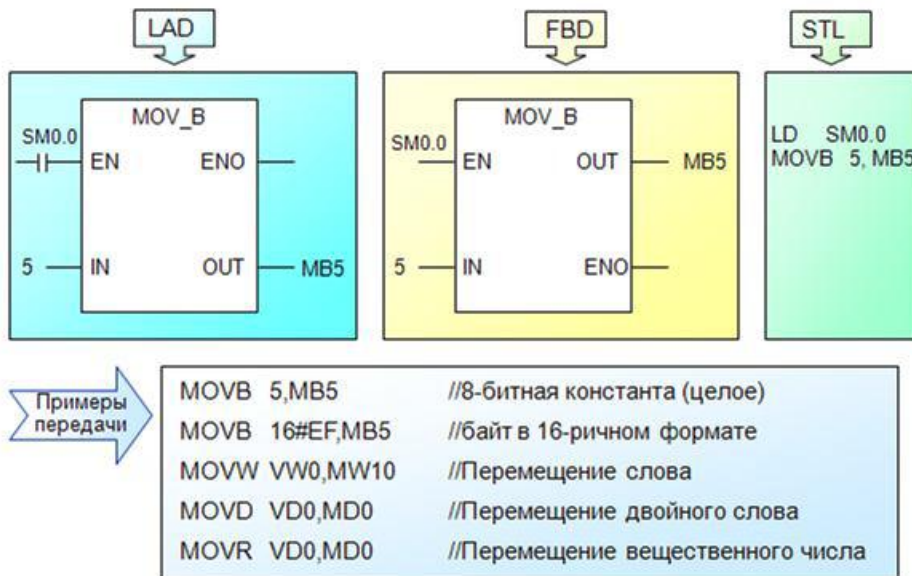 LAD
FBD
STL
MOV_B
SM0.0
EN ENO
5 IN OUT MB5
MOV_B
SM0.0
EN OUT MB5
5 IN ENO
LD SM0.0
MOVB 5, MB5
Примеры
передачи
MOVB 5,MB5 //8-битная константа (целое)
MOVB 16#EF,MB5 //байт в 16-ричном формате
MOVW VW0,MW10 //Перемещение слова
MOVD VD0,MD0 //Перемещение двойного слова
MOVR VD0,MD0 //Перемещение вещественного числа